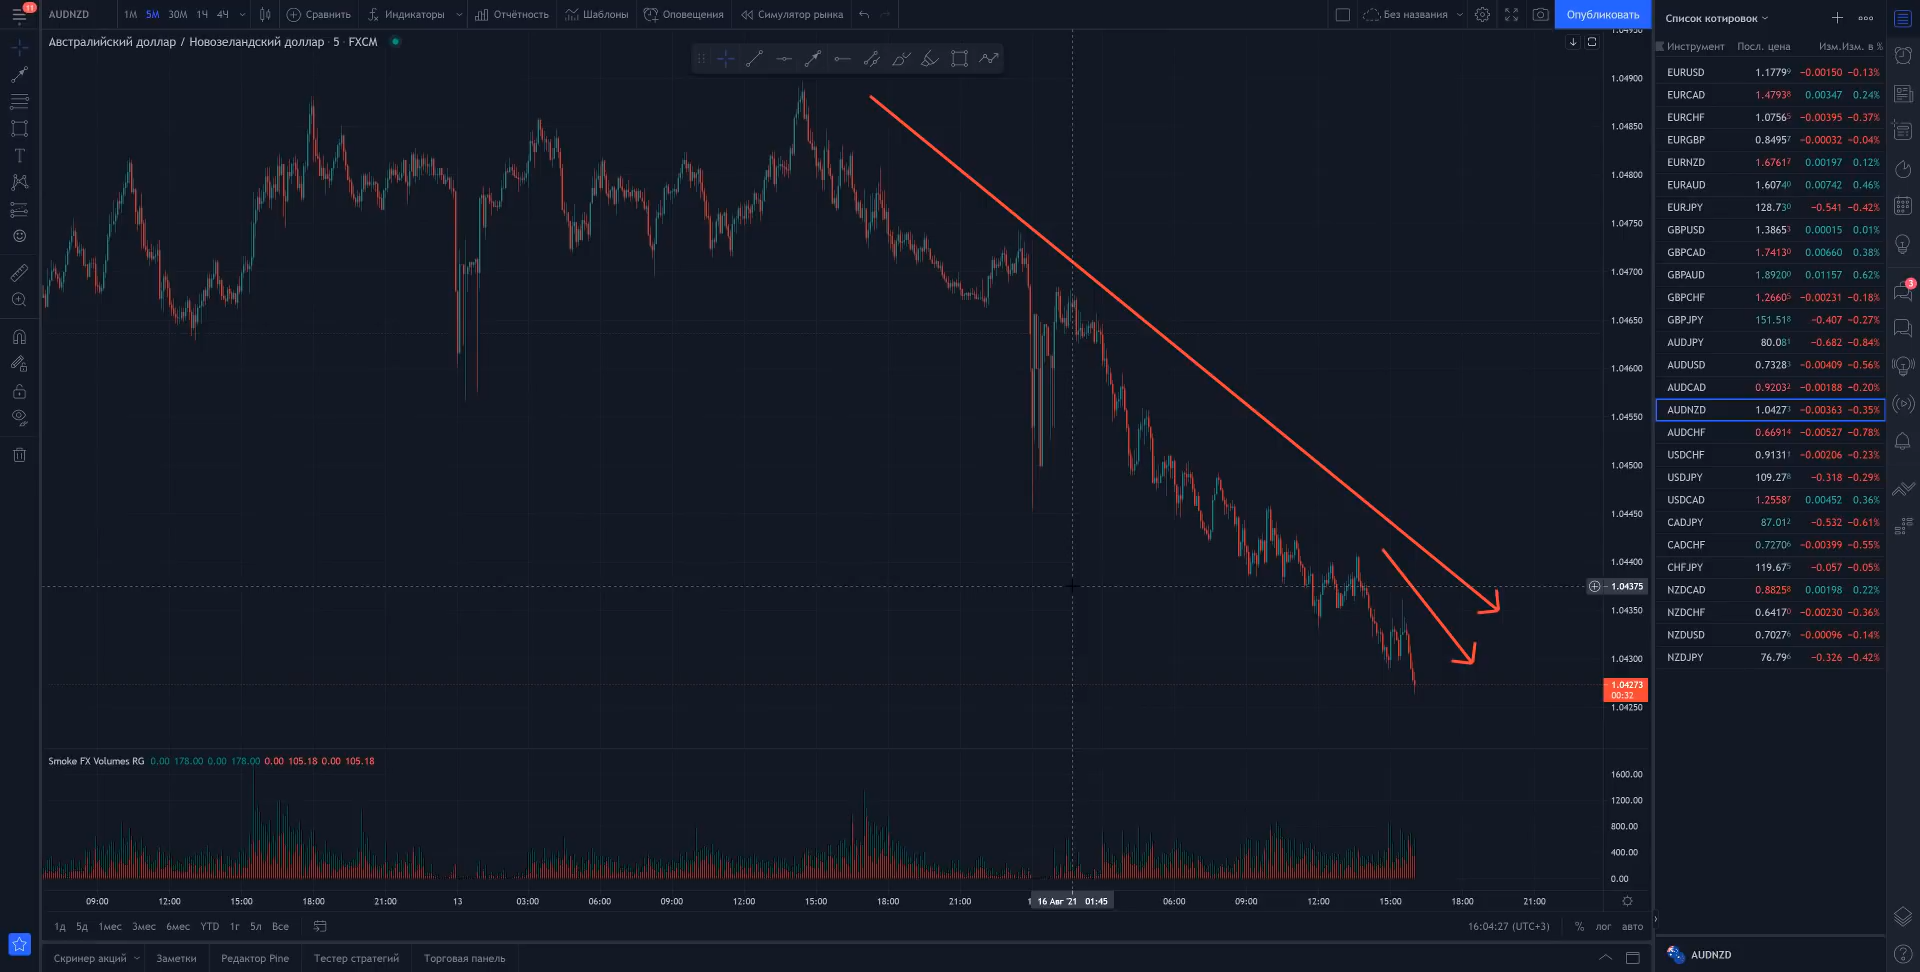 11
AUDNZD
1М 5М 30М 1Ч 4Ч
Сравнить
Индикаторы
Отчётность
Шаблоны
Оповещения
Симулятор рынка
Без названия
Опубликовать
Австралийский доллар / Новозеландский доллар · 5 · FXCM
1.04950
1.04900
1.04850
1.04800
1.04750
1.04700
1.04650
1.04600
1.04550
1.04500
1.04450
1.04400
1.04375
1.04350
1.04300
1.04273
00:32
1.04250
Smoke FX Volumes RG 0.00 178.00 0.00 178.00 0.00 105.18 0.00 105.18
1600.00
1200.00
800.00
400.00
0.00
09:00 12:00 15:00 18:00 21:00 13 03:00 06:00 09:00 12:00 15:00 18:00 21:00 16 Авг '21 01:45 06:00 09:00 12:00 15:00 18:00 21:00
1д 5д 1мес 3мес 6мес YTD 1г 5л Все
16:04:27 (UTC+3) % лог авто
Скринер акций Заметки Редактор Pine Тестер стратегий Торговая панель
Список котировок
Инструмент Посл. цена Изм. Изм. в %
EURUSD 1.17799 −0.00150 −0.13%
EURCAD 1.47938 0.00347 0.24%
EURCHF 1.07565 −0.00395 −0.37%
EURGBP 0.84957 −0.00032 −0.04%
EURNZD 1.67617 0.00197 0.12%
EURAUD 1.60740 0.00742 0.46%
EURJPY 128.730 −0.541 −0.42%
GBPUSD 1.38653 0.00015 0.01%
GBPCAD 1.74130 0.00660 0.38%
GBPAUD 1.89200 0.01157 0.62%
GBPCHF 1.26605 −0.00231 −0.18%
GBPJPY 151.518 −0.407 −0.27%
AUDJPY 80.081 −0.682 −0.84%
AUDUSD 0.73283 −0.00409 −0.56%
AUDCAD 0.92032 −0.00188 −0.20%
AUDNZD 1.04273 −0.00363 −0.35%
AUDCHF 0.66914 −0.00527 −0.78%
USDCHF 0.91311 −0.00206 −0.23%
USDJPY 109.278 −0.318 −0.29%
USDCAD 1.25587 0.00452 0.36%
CADJPY 87.012 −0.532 −0.61%
CADCHF 0.72706 −0.00399 −0.55%
CHFJPY 119.675 −0.057 −0.05%
NZDCAD 0.88258 0.00198 0.22%
NZDCHF 0.64170 −0.00230 −0.36%
NZDUSD 0.70276 −0.00096 −0.14%
NZDJPY 76.796 −0.326 −0.42%
3
AUDNZD